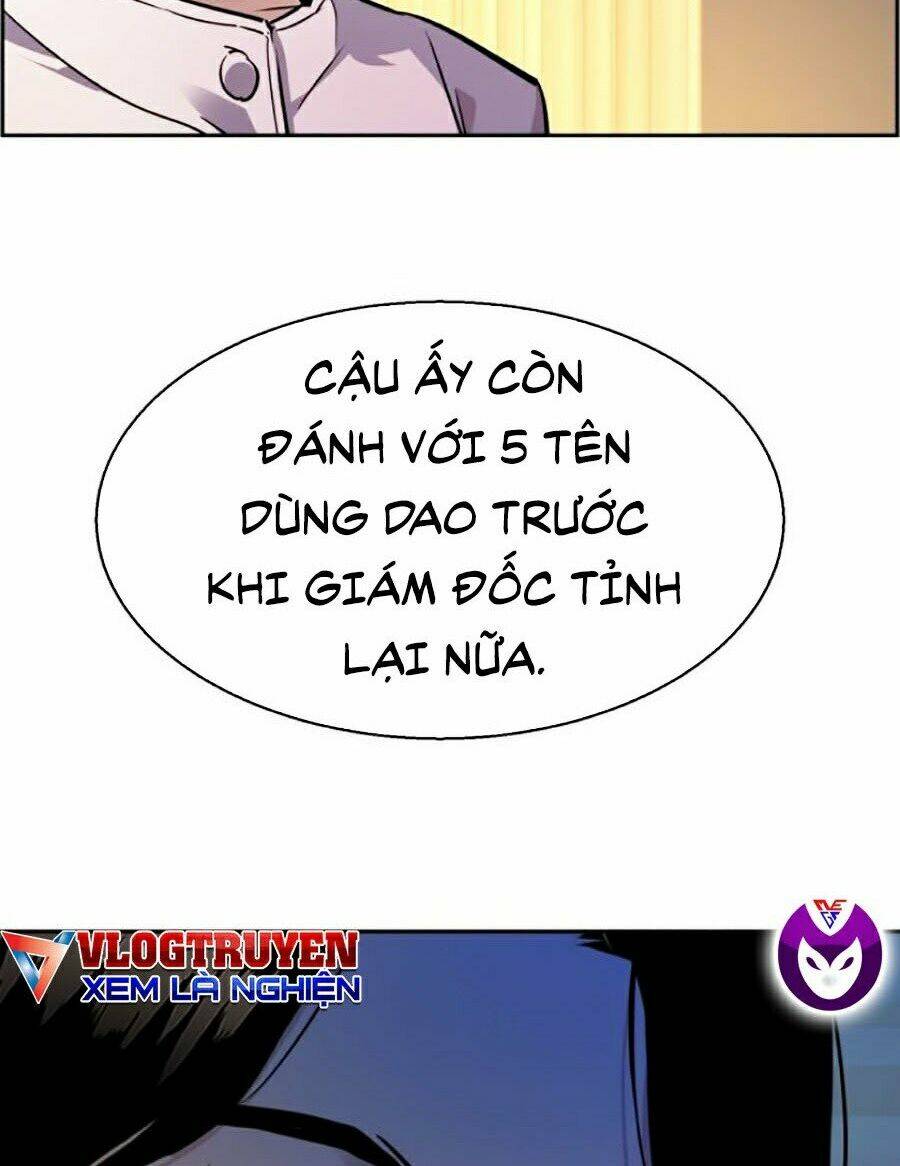 CẬU ẤY CÒN
ĐÁNH VỚI 5 TÊN
DÙNG DAO TRƯỚC
KHI GIÁM ĐỐC TỈNH
LẠI NỮA.
VLOGTRUYEN
XEM LÀ NGHIỆN